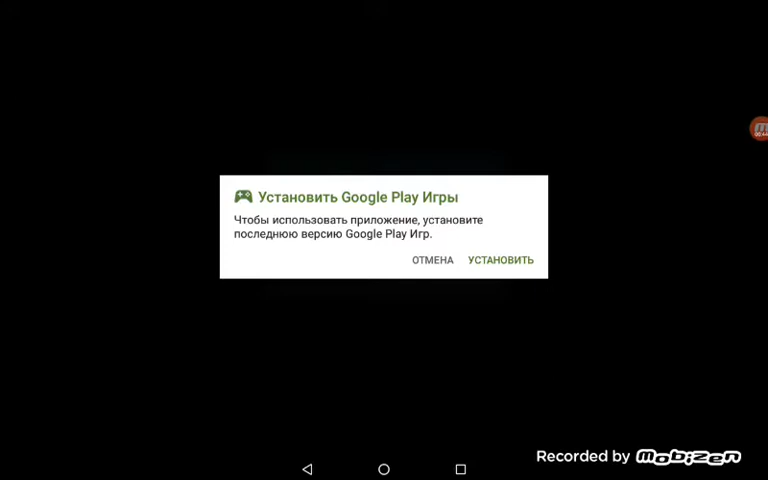 Установить Google Play Игры
Чтобы использовать приложение, установите
последнюю версию Google Play Игр.
ОТМЕНА УСТАНОВИТЬ
Recorded by mobizen